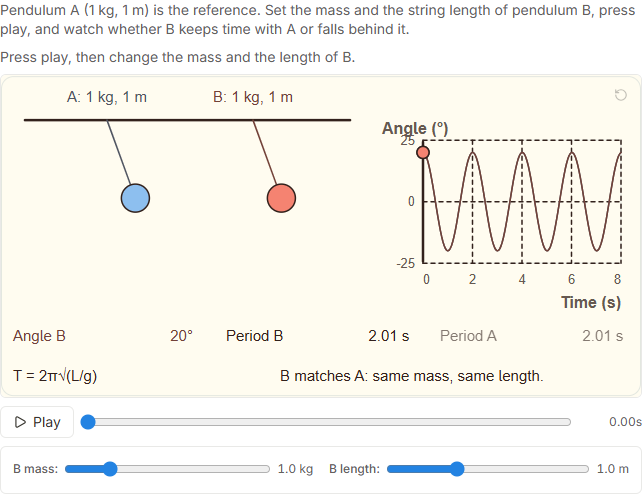 Pendulum A (1 kg, 1 m) is the reference. Set the mass and the string length of pendulum B, press
play, and watch whether B keeps time with A or falls behind it.
Press play, then change the mass and the length of B.
A: 1 kg, 1 m
B: 1 kg, 1 m
Angle (°)
25
0
-25
0 2 4 6 8
Time (s)
Angle B 20° Period B 2.01 s Period A 2.01 s
T = 2π√(L/g)
B matches A: same mass, same length.
Play 0.00s
B mass: 1.0 kg B length: 1.0 m